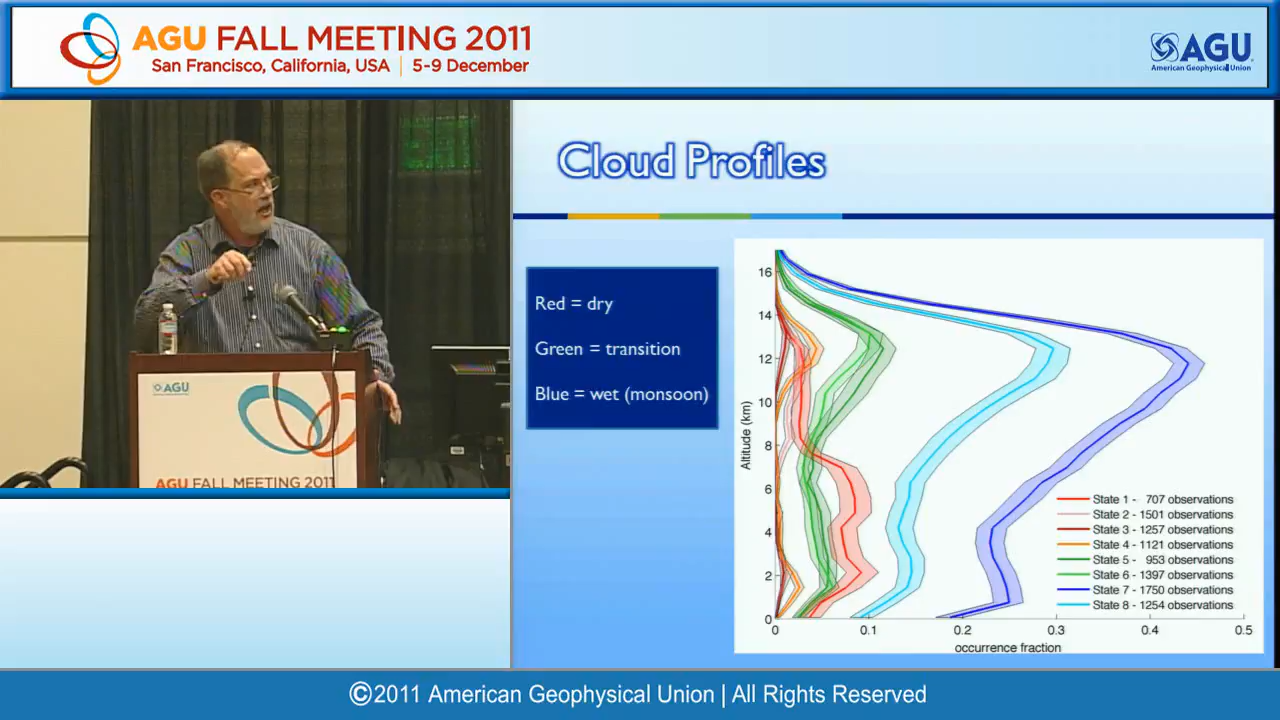 AGU FALL MEETING 2011
San Francisco, California, USA | 5-9 December
AGU
American Geophysical Union
Cloud Profiles
Red = dry
Green = transition
Blue = wet (monsoon)
AGU
AGU FALL MEETING 2011
Altitude (km)
16
14
12
10
8
6
4
2
0
State 1 - 707 observations
State 2 - 1501 observations
State 3 - 1257 observations
State 4 - 1121 observations
State 5 - 953 observations
State 6 - 1397 observations
State 7 - 1750 observations
State 8 - 1254 observations
0 0.1 0.2 0.3 0.4 0.5
occurrence fraction
©2011 American Geophysical Union | All Rights Reserved